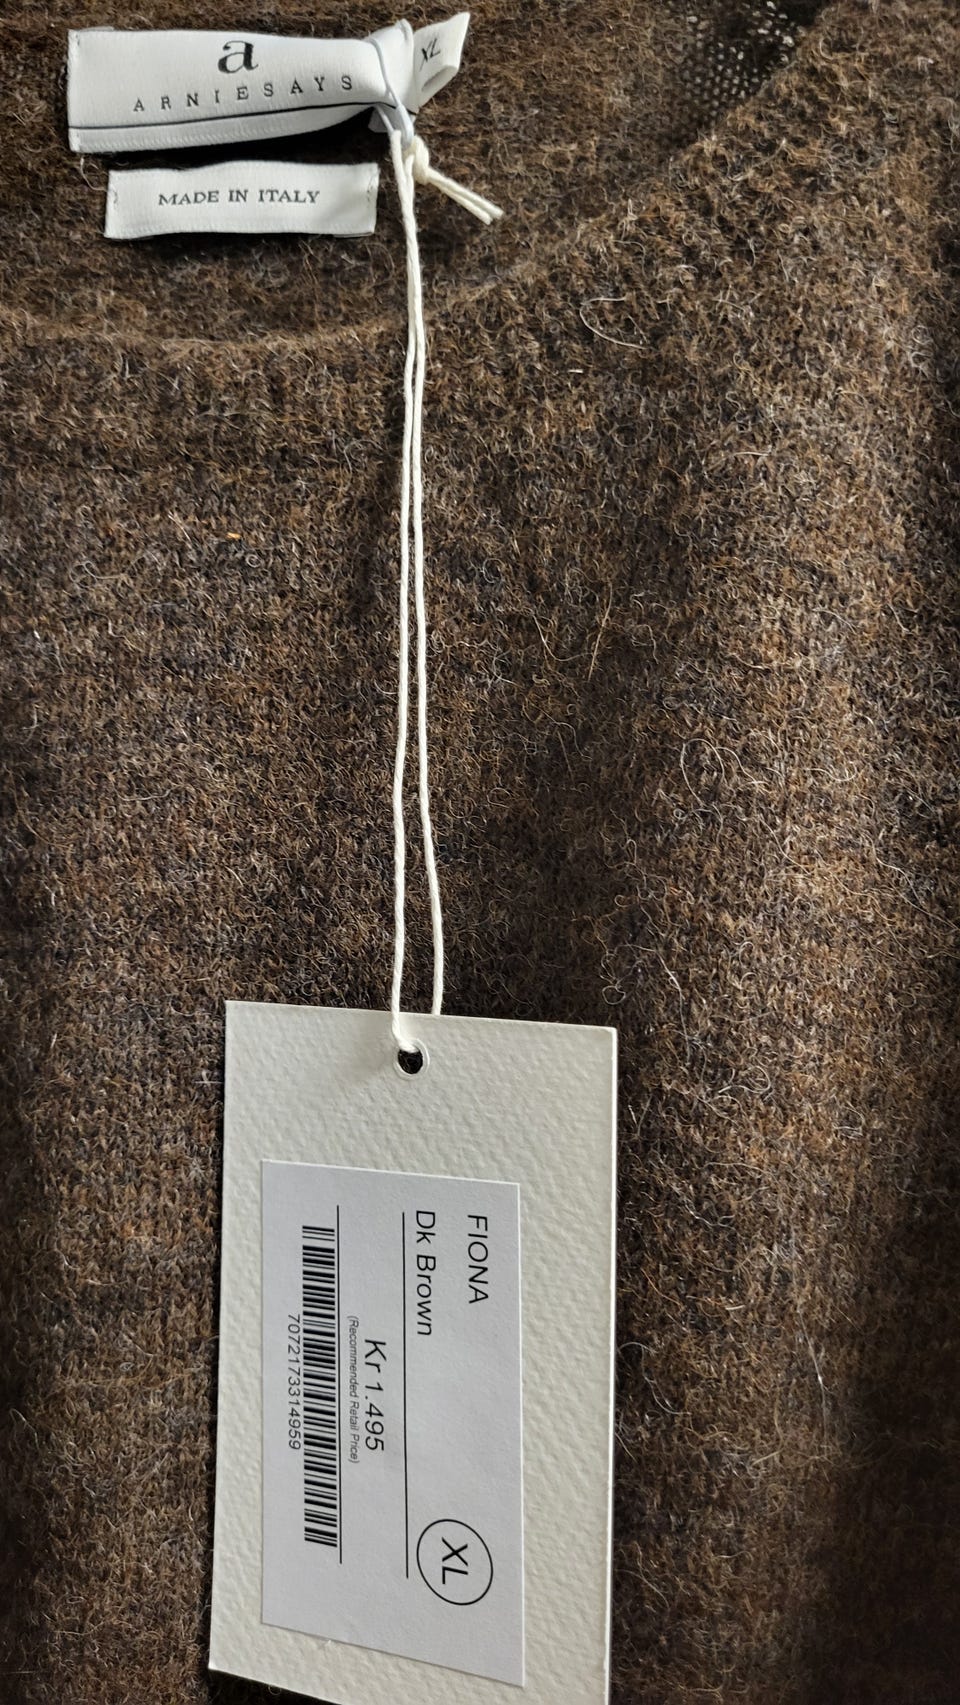 a
ARNIESAYS
XL
MADE IN ITALY
FIONA
Dk Brown
XL
Kr 1.495
(Recommended Retail Price)
7072173314959